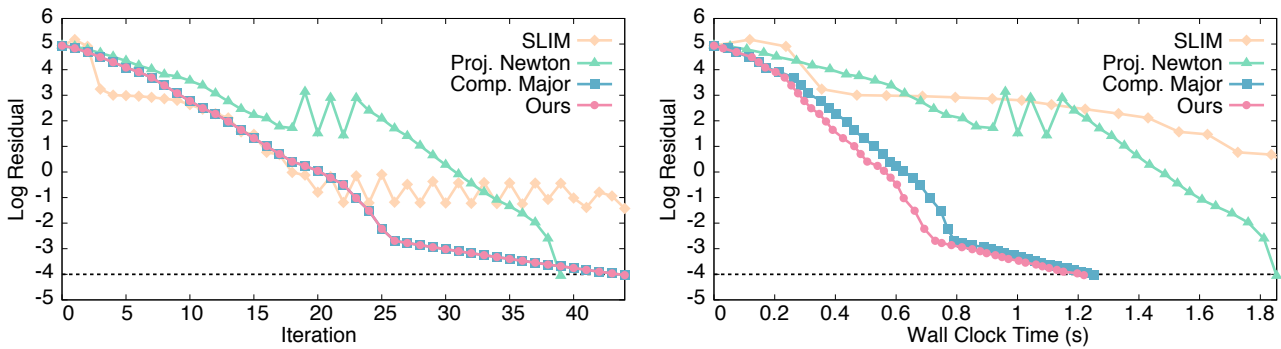 6
5
4
3
2
1
0
-1
-2
-3
-4
-5
Log Residual
SLIM
Proj. Newton
Comp. Major
Ours
0 5 10 15 20 25 30 35 40
Iteration
6
5
4
3
2
1
0
-1
-2
-3
-4
-5
Log Residual
SLIM
Proj. Newton
Comp. Major
Ours
0 0.2 0.4 0.6 0.8 1 1.2 1.4 1.6 1.8
Wall Clock Time (s)